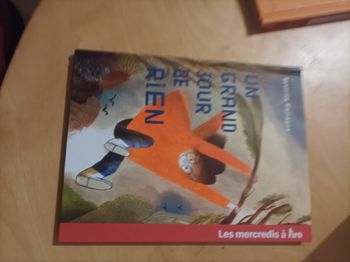 UN
GRAND
JOUR
DE
RIEN
Les mercredis à lire